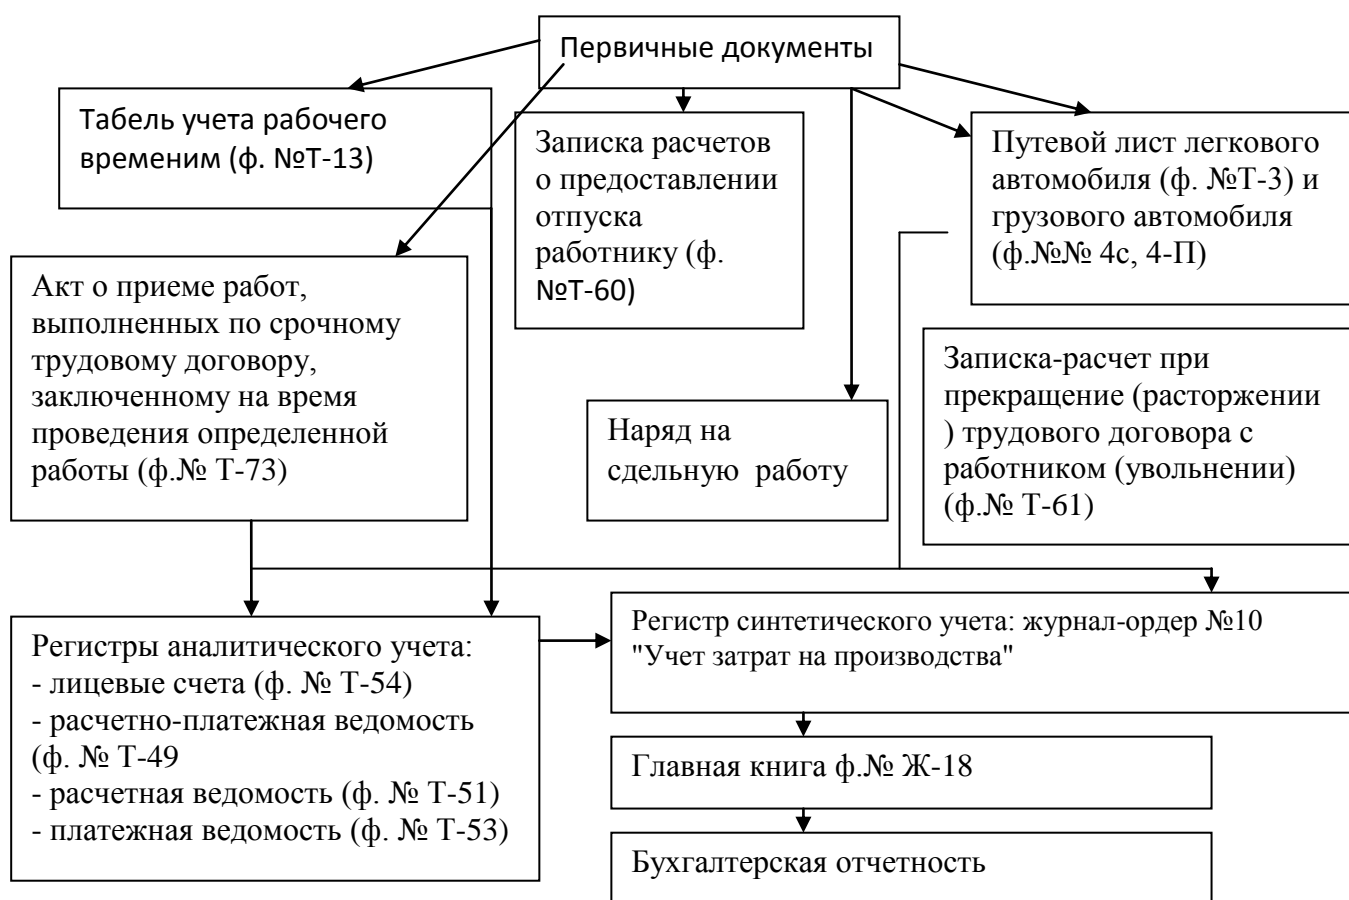 Первичные документы
Табель учета рабочего
временим (ф. №Т-13)
Записка расчетов
о предоставлении
отпуска
работнику (ф.
№Т-60)
Путевой лист легкового
автомобиля (ф. №Т-3) и
грузового автомобиля
(ф.№№ 4с, 4-П)
Акт о приеме работ,
выполненных по срочному
трудовому договору,
заключенному на время
проведения определенной
работы (ф.№ Т-73)
Наряд на
сдельную работу
Записка-расчет при
прекращение (расторжении
) трудового договора с
работником (увольнении)
(ф.№ Т-61)
Регистры аналитического учета:
- лицевые счета (ф. № Т-54)
- расчетно-платежная ведомость
(ф. № Т-49
- расчетная ведомость (ф. № Т-51)
- платежная ведомость (ф. № Т-53)
Регистр синтетического учета: журнал-ордер №10
"Учет затрат на производства"
Главная книга ф.№ Ж-18
Бухгалтерская отчетность